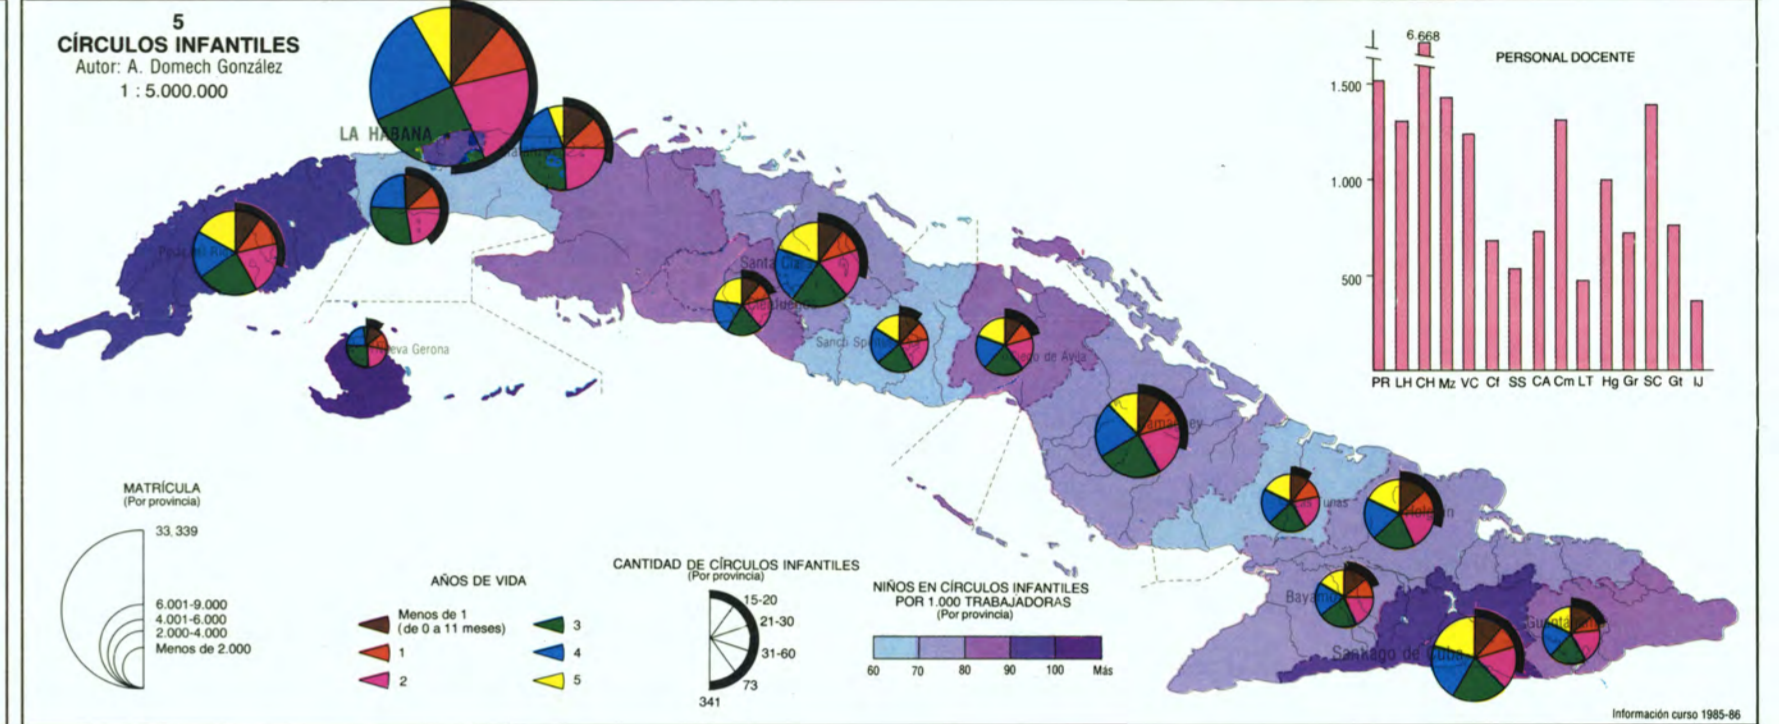 5
CÍRCULOS INFANTILES
Autor: A. Domech González
1 : 5.000.000
LA HABANA
Santa Clara
Cienfuegos
Nueva Gerona
Sancti Spíritus
Ciego de Ávila
Camagüey
Las Tunas
Holguín
Bayamo
Guantánamo
Santiago de Cuba
PERSONAL DOCENTE
6.668
1.500
1.000
500
PR LH CH Mz VC Cf SS CA Cm LT Hg Gr SC Gt IJ
MATRÍCULA
(Por provincia)
33,339
6.001-9.000
4.001-6.000
2.000-4.000
Menos de 2.000
AÑOS DE VIDA
Menos de 1
(de 0 a 11 meses)
1
2
3
4
5
CANTIDAD DE CÍRCULOS INFANTILES
(Por provincia)
15-20
21-30
31-60
73
341
NIÑOS EN CÍRCULOS INFANTILES
POR 1.000 TRABAJADORAS
(Por provincia)
60 70 80 90 100 Más
Información curso 1985-86